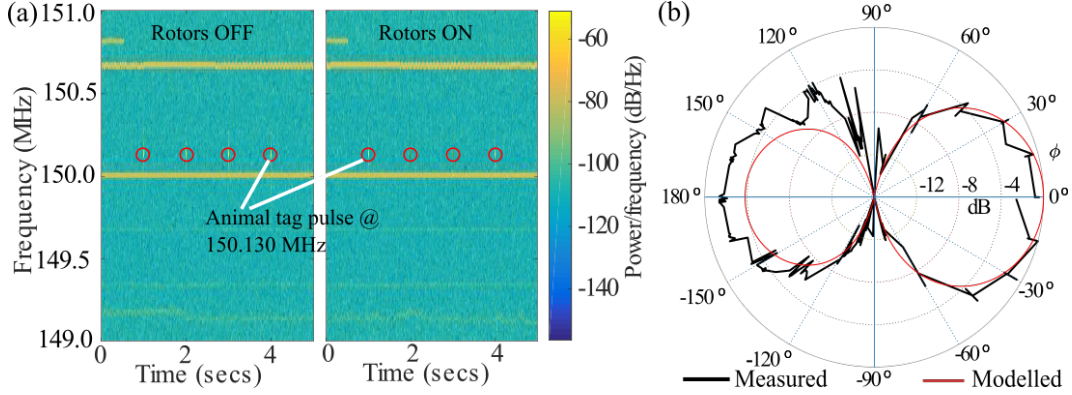 (a)
151.0
150.5
150.0
149.5
149.0
Frequency (MHz)
Rotors OFF
Rotors ON
Animal tag pulse @
150.130 MHz
0 2 4
0 2 4
Time (secs)
Time (secs)
-60
-80
-100
-120
-140
Power/frequency (dB/Hz)
(b)
90°
120° 60°
150° 30°
ϕ
180° -12 -8 -4 0°
dB
-150° -30°
-120° -60°
-90°
Measured Modelled